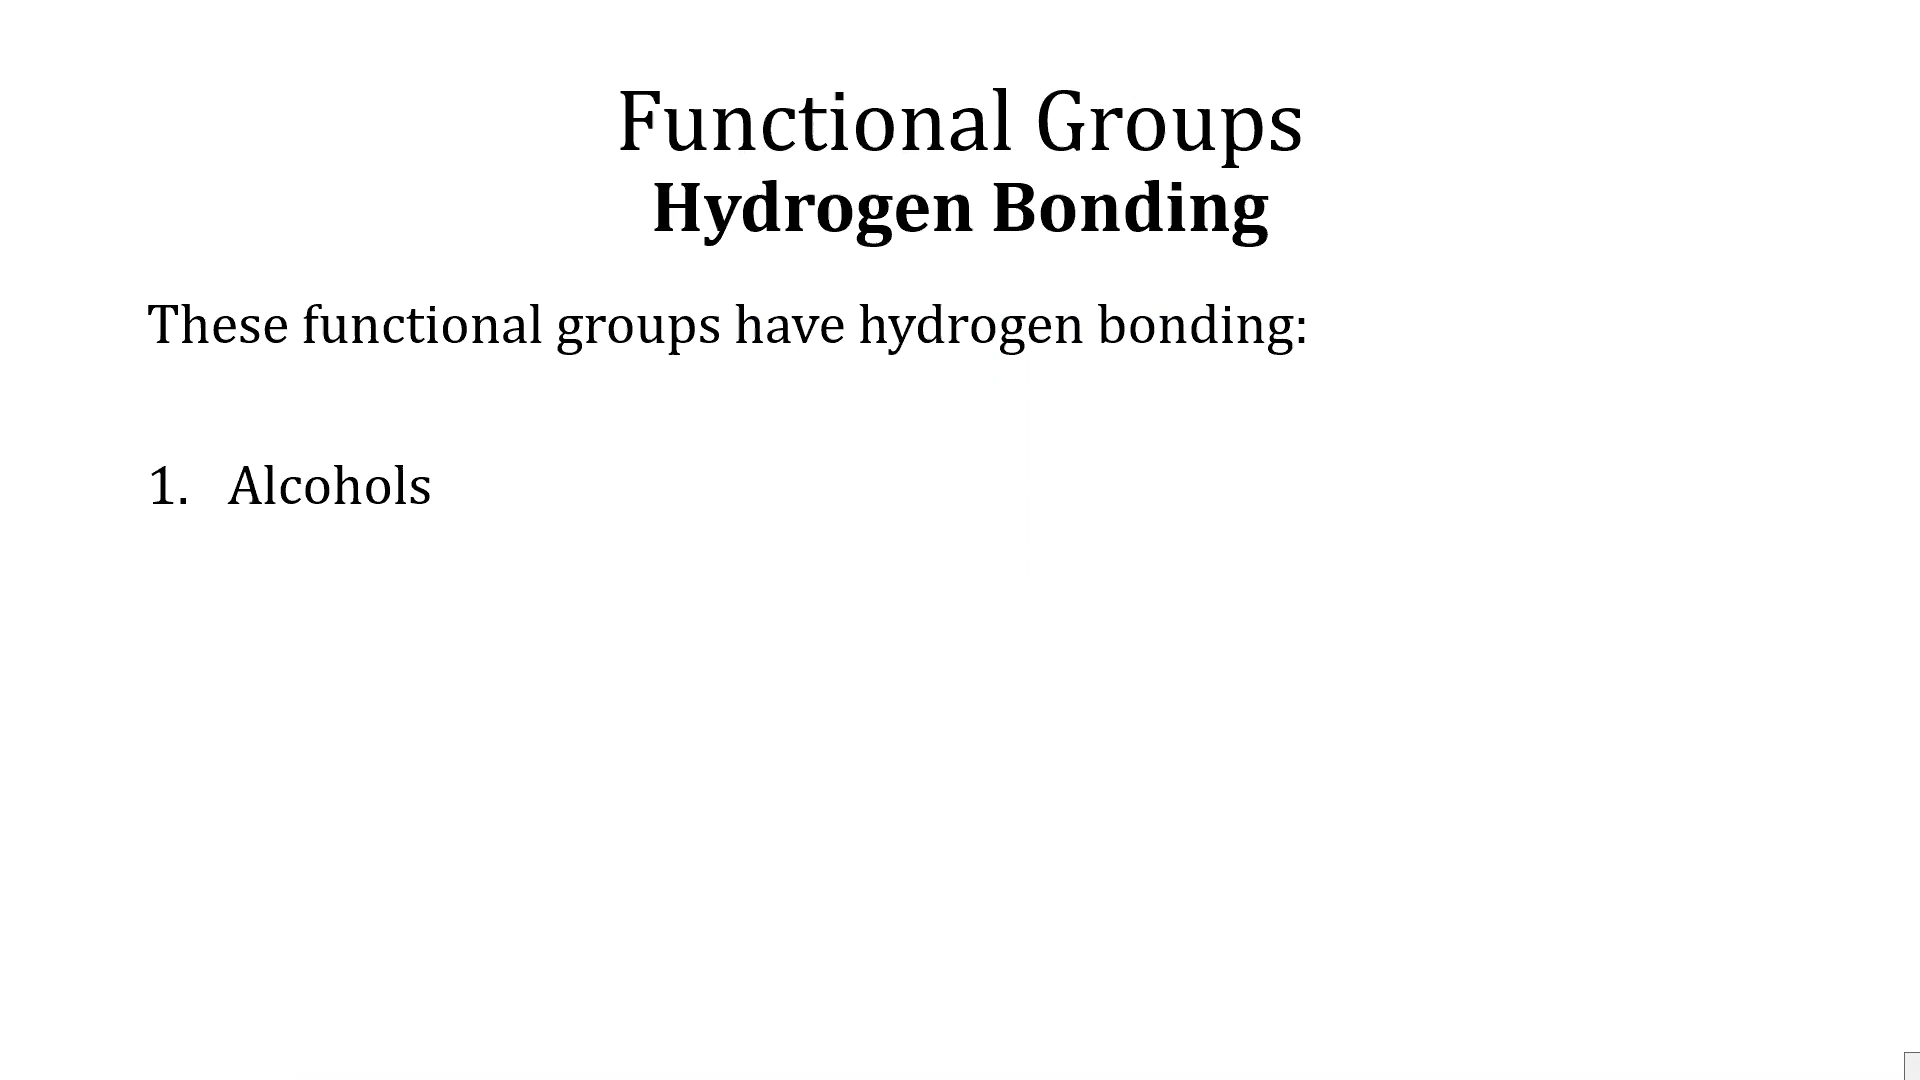 Functional Groups
Hydrogen Bonding
These functional groups have hydrogen bonding:
1. Alcohols